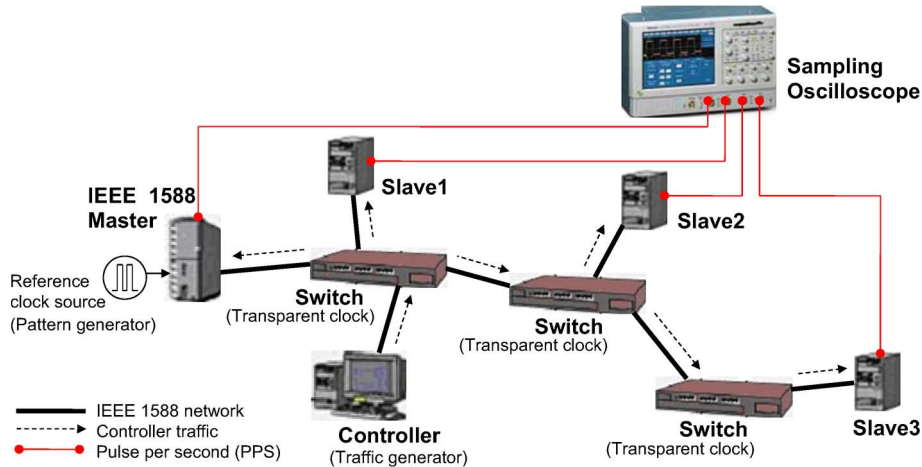 Sampling
Oscilloscope
IEEE 1588
Master
Slave1
Slave2
Reference
clock source
(Pattern generator)
Switch
(Transparent clock)
Switch
(Transparent clock)
IEEE 1588 network
Controller traffic
Pulse per second (PPS)
Controller
(Traffic generator)
Switch
(Transparent clock)
Slave3